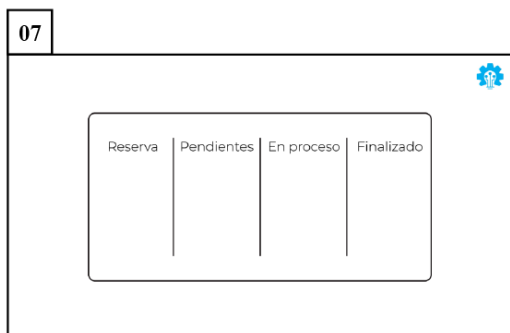 07
Reserva Pendientes En proceso Finalizado